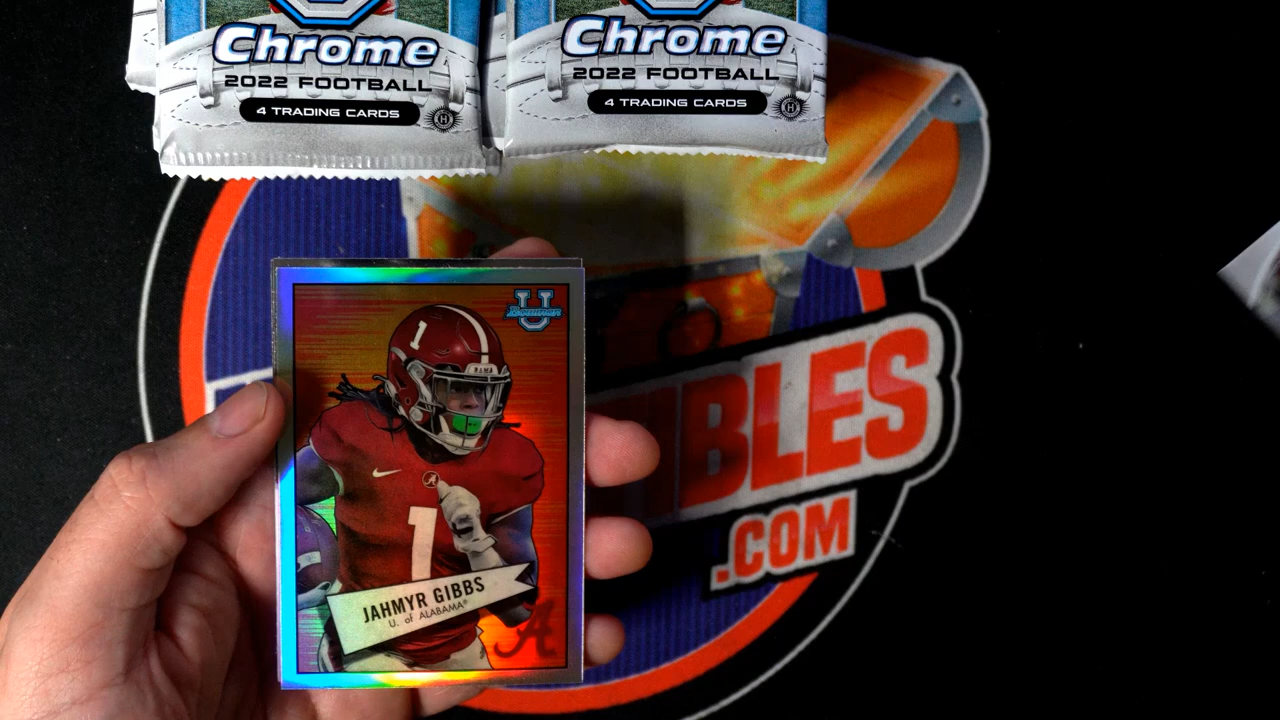 Chrome
2022 FOOTBALL
4 TRADING CARDS
H
Chrome
2022 FOOTBALL
4 TRADING CARDS
H
U
Bowman
1
BAMA
A
1
JAHMYR GIBBS
U. of ALABAMA®
A
BLES
.COM